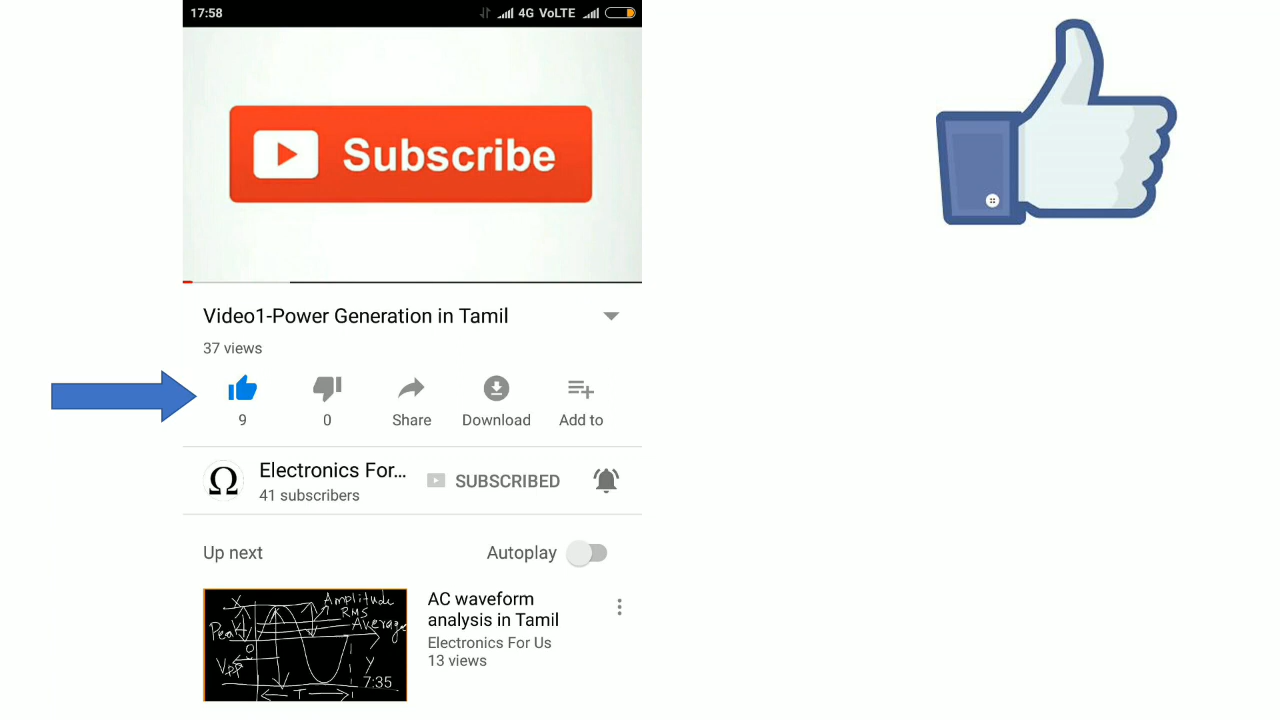 17:58 4G VoLTE
Subscribe
Video1-Power Generation in Tamil
37 views
9 0 Share Download Add to
Ω Electronics For… SUBSCRIBED
41 subscribers
Up next Autoplay
AC waveform
analysis in Tamil
Electronics For Us
13 views
X Amplitude
RMS
Peak Average
O
Vpp Y
7:35
T